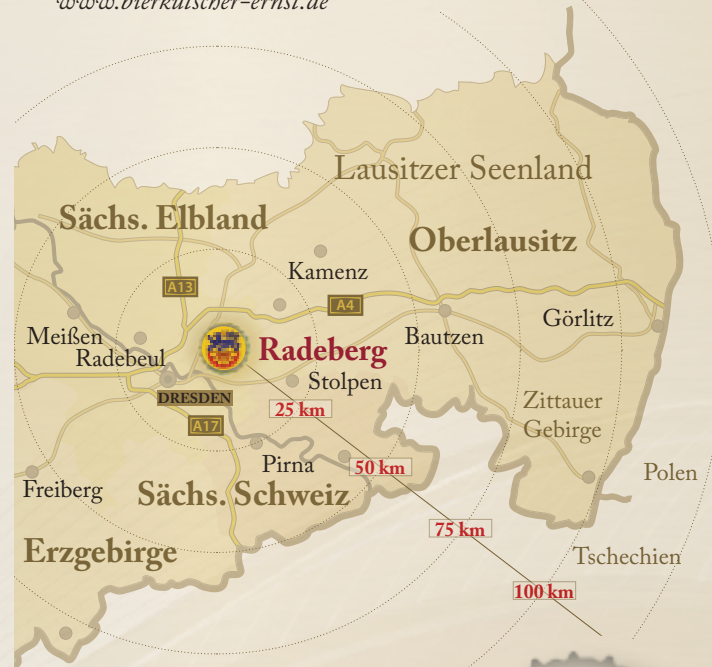 www.bierkutscher-ernst.de
Lausitzer Seenland
Sächs. Elbland
Oberlausitz
Kamenz
A13
A4
Görlitz
Meißen
Bautzen
Radebeul
Radeberg
Stolpen
DRESDEN
25 km
Zittauer
Gebirge
A17
Pirna
50 km
Polen
Freiberg
Sächs. Schweiz
75 km
Erzgebirge
Tschechien
100 km